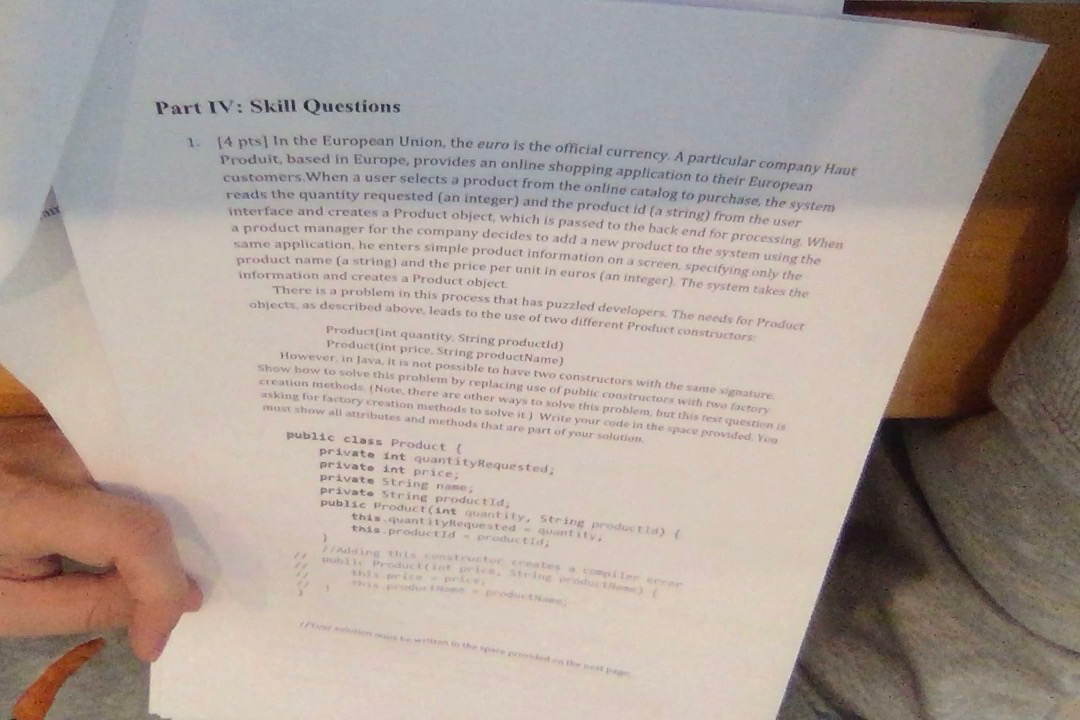 Part IV: Skill Questions
1. [4 pts] In the European Union, the euro is the official currency. A particular company Haut
Produit, based in Europe, provides an online shopping application to their European
customers.When a user selects a product from the online catalog to purchase, the system
reads the quantity requested (an integer) and the product id (a string) from the user
interface and creates a Product object, which is passed to the back end for processing. When
a product manager for the company decides to add a new product to the system using the
same application, he enters simple product information on a screen, specifying only the
product name (a string) and the price per unit in euros (an integer). The system takes the
information and creates a Product object.
There is a problem in this process that has puzzled developers. The needs for Product
objects, as described above, leads to the use of two different Product constructors:
Product(int quantity, String productId)
Product(int price, String productName)
However, in Java, it is not possible to have two constructors with the same signature.
Show how to solve this problem by replacing use of public constructors with two factory
creation methods. (Note, there are other ways to solve this problem, but this test question is
asking for factory creation methods to solve it.) Write your code in the space provided. You
must show all attributes and methods that are part of your solution.
public class Product {
private int quantityRequested;
private int price;
private String name;
private String productId;
public Product(int quantity, String productId) {
this.quantityRequested = quantity;
this.productId = productId;
}
//Adding this constructor creates a compiler error
// public Product(int price, String productName) {
// this.price = price;
// this.productName = productName;
// }
}
//Your solution must be written in the space provided on the next page.